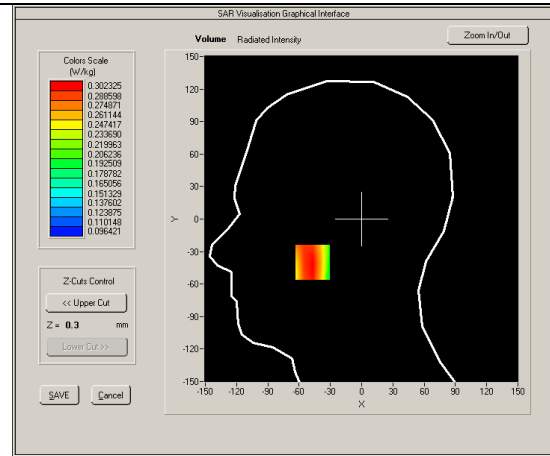 SAR Visualisation Graphical Interface
Volume Radiated Intensity
Zoom In/Out
Colors Scale
(W/kg)
0.302325
0.288598
0.274871
0.261144
0.247417
0.233690
0.219963
0.206236
0.192509
0.178782
0.165056
0.151329
0.137602
0.123875
0.110148
0.096421
Z-Cuts Control
<< Upper Cut
Z = 0.3 mm
Lower Cut >>
SAVE Cancel
150
120
90
60
30
Y 0
-30
-60
-90
-120
-150
-150 -120 -90 -60 -30 0 30 60 90 120 150
X